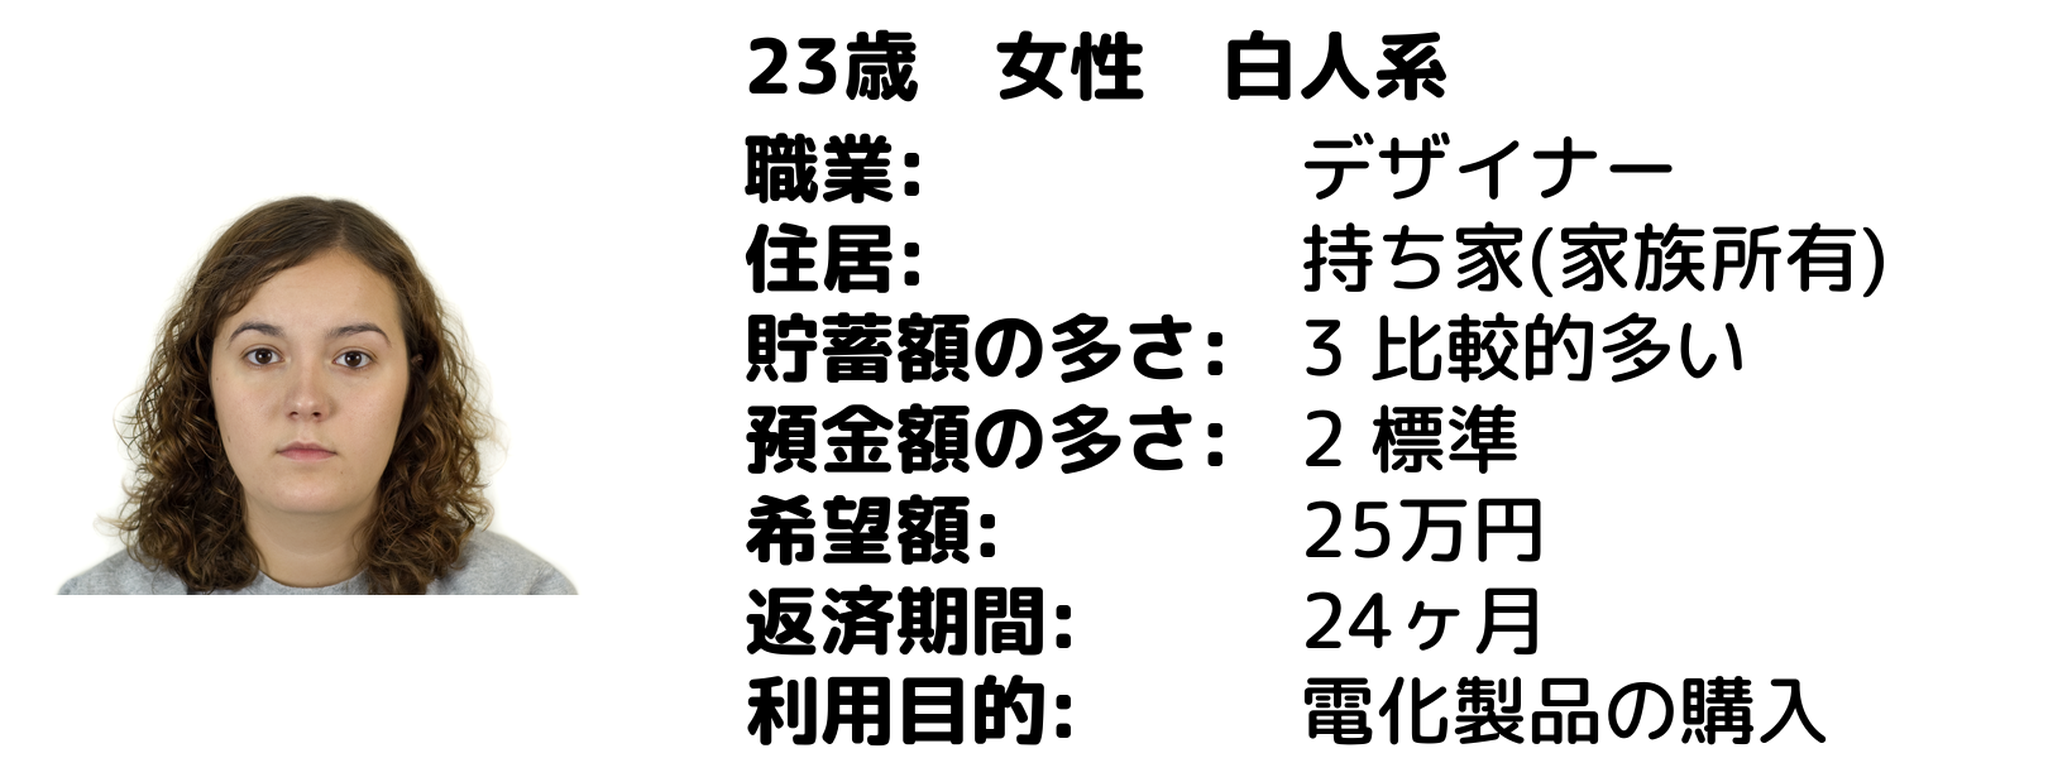 23歳　女性　白人系
職業: デザイナー
住居: 持ち家(家族所有)
貯蓄額の多さ: 3 比較的多い
預金額の多さ: 2 標準
希望額: 25万円
返済期間: 24ヶ月
利用目的: 電化製品の購入